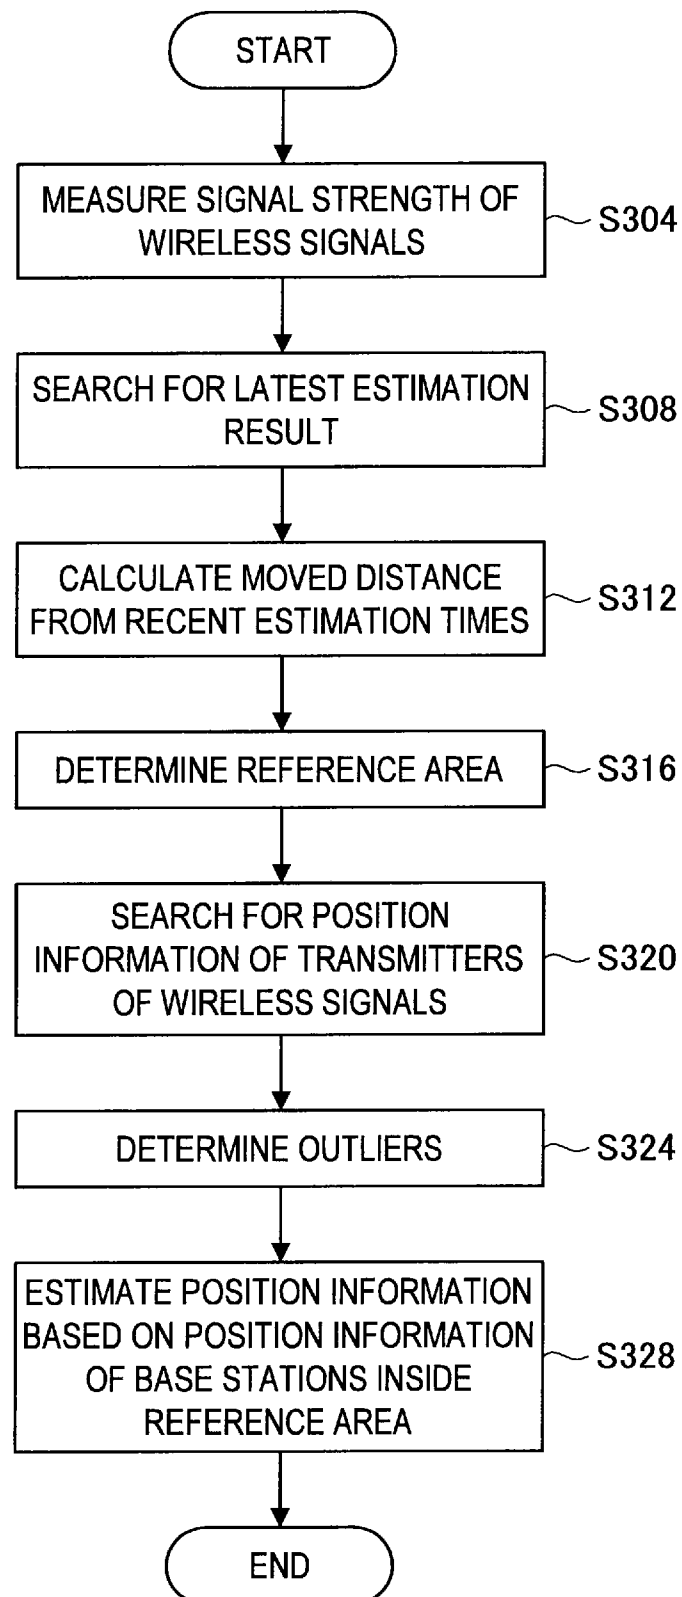 START
MEASURE SIGNAL STRENGTH OF
WIRELESS SIGNALS
S304
SEARCH FOR LATEST ESTIMATION
RESULT
S308
CALCULATE MOVED DISTANCE
FROM RECENT ESTIMATION TIMES
S312
DETERMINE REFERENCE AREA
S316
SEARCH FOR POSITION
INFORMATION OF TRANSMITTERS
OF WIRELESS SIGNALS
S320
DETERMINE OUTLIERS
S324
ESTIMATE POSITION INFORMATION
BASED ON POSITION INFORMATION
OF BASE STATIONS INSIDE
REFERENCE AREA
S328
END